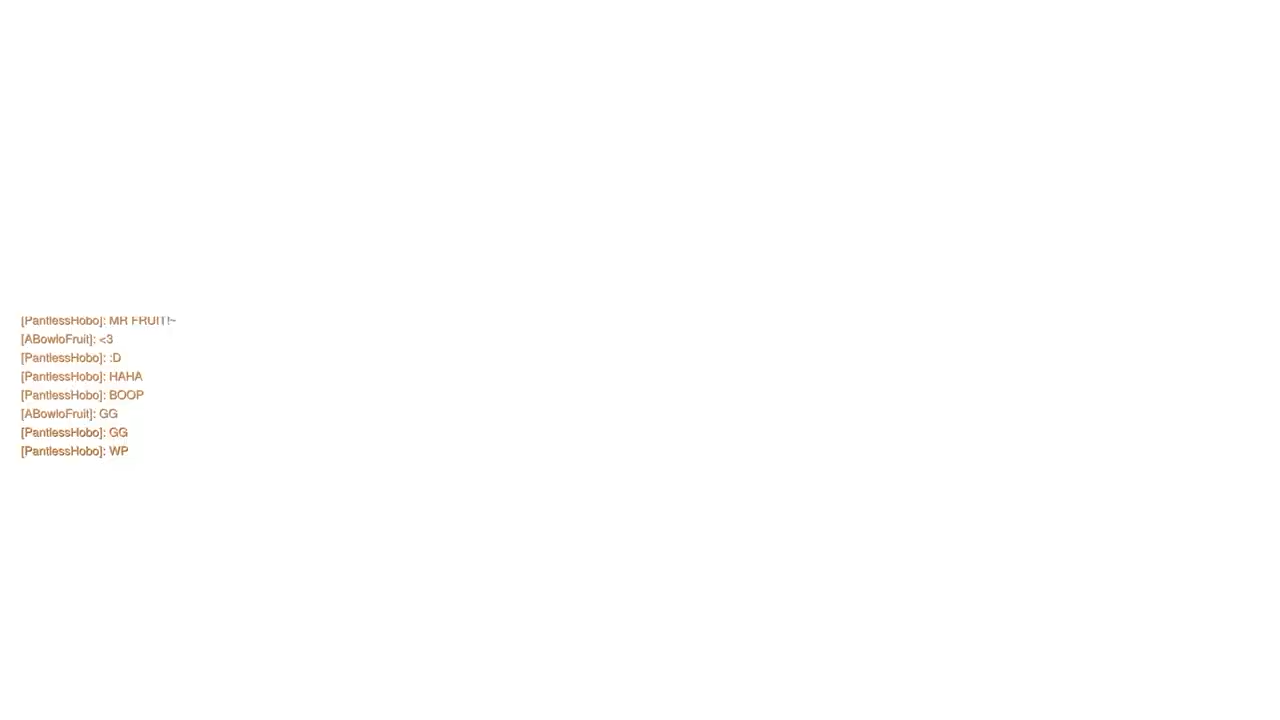 [PantlessHobo]: MR FRUIT!~
[ABowloFruit]: <3
[PantlessHobo]: :D
[PantlessHobo]: HAHA
[PantlessHobo]: BOOP
[ABowloFruit]: GG
[PantlessHobo]: GG
[PantlessHobo]: WP